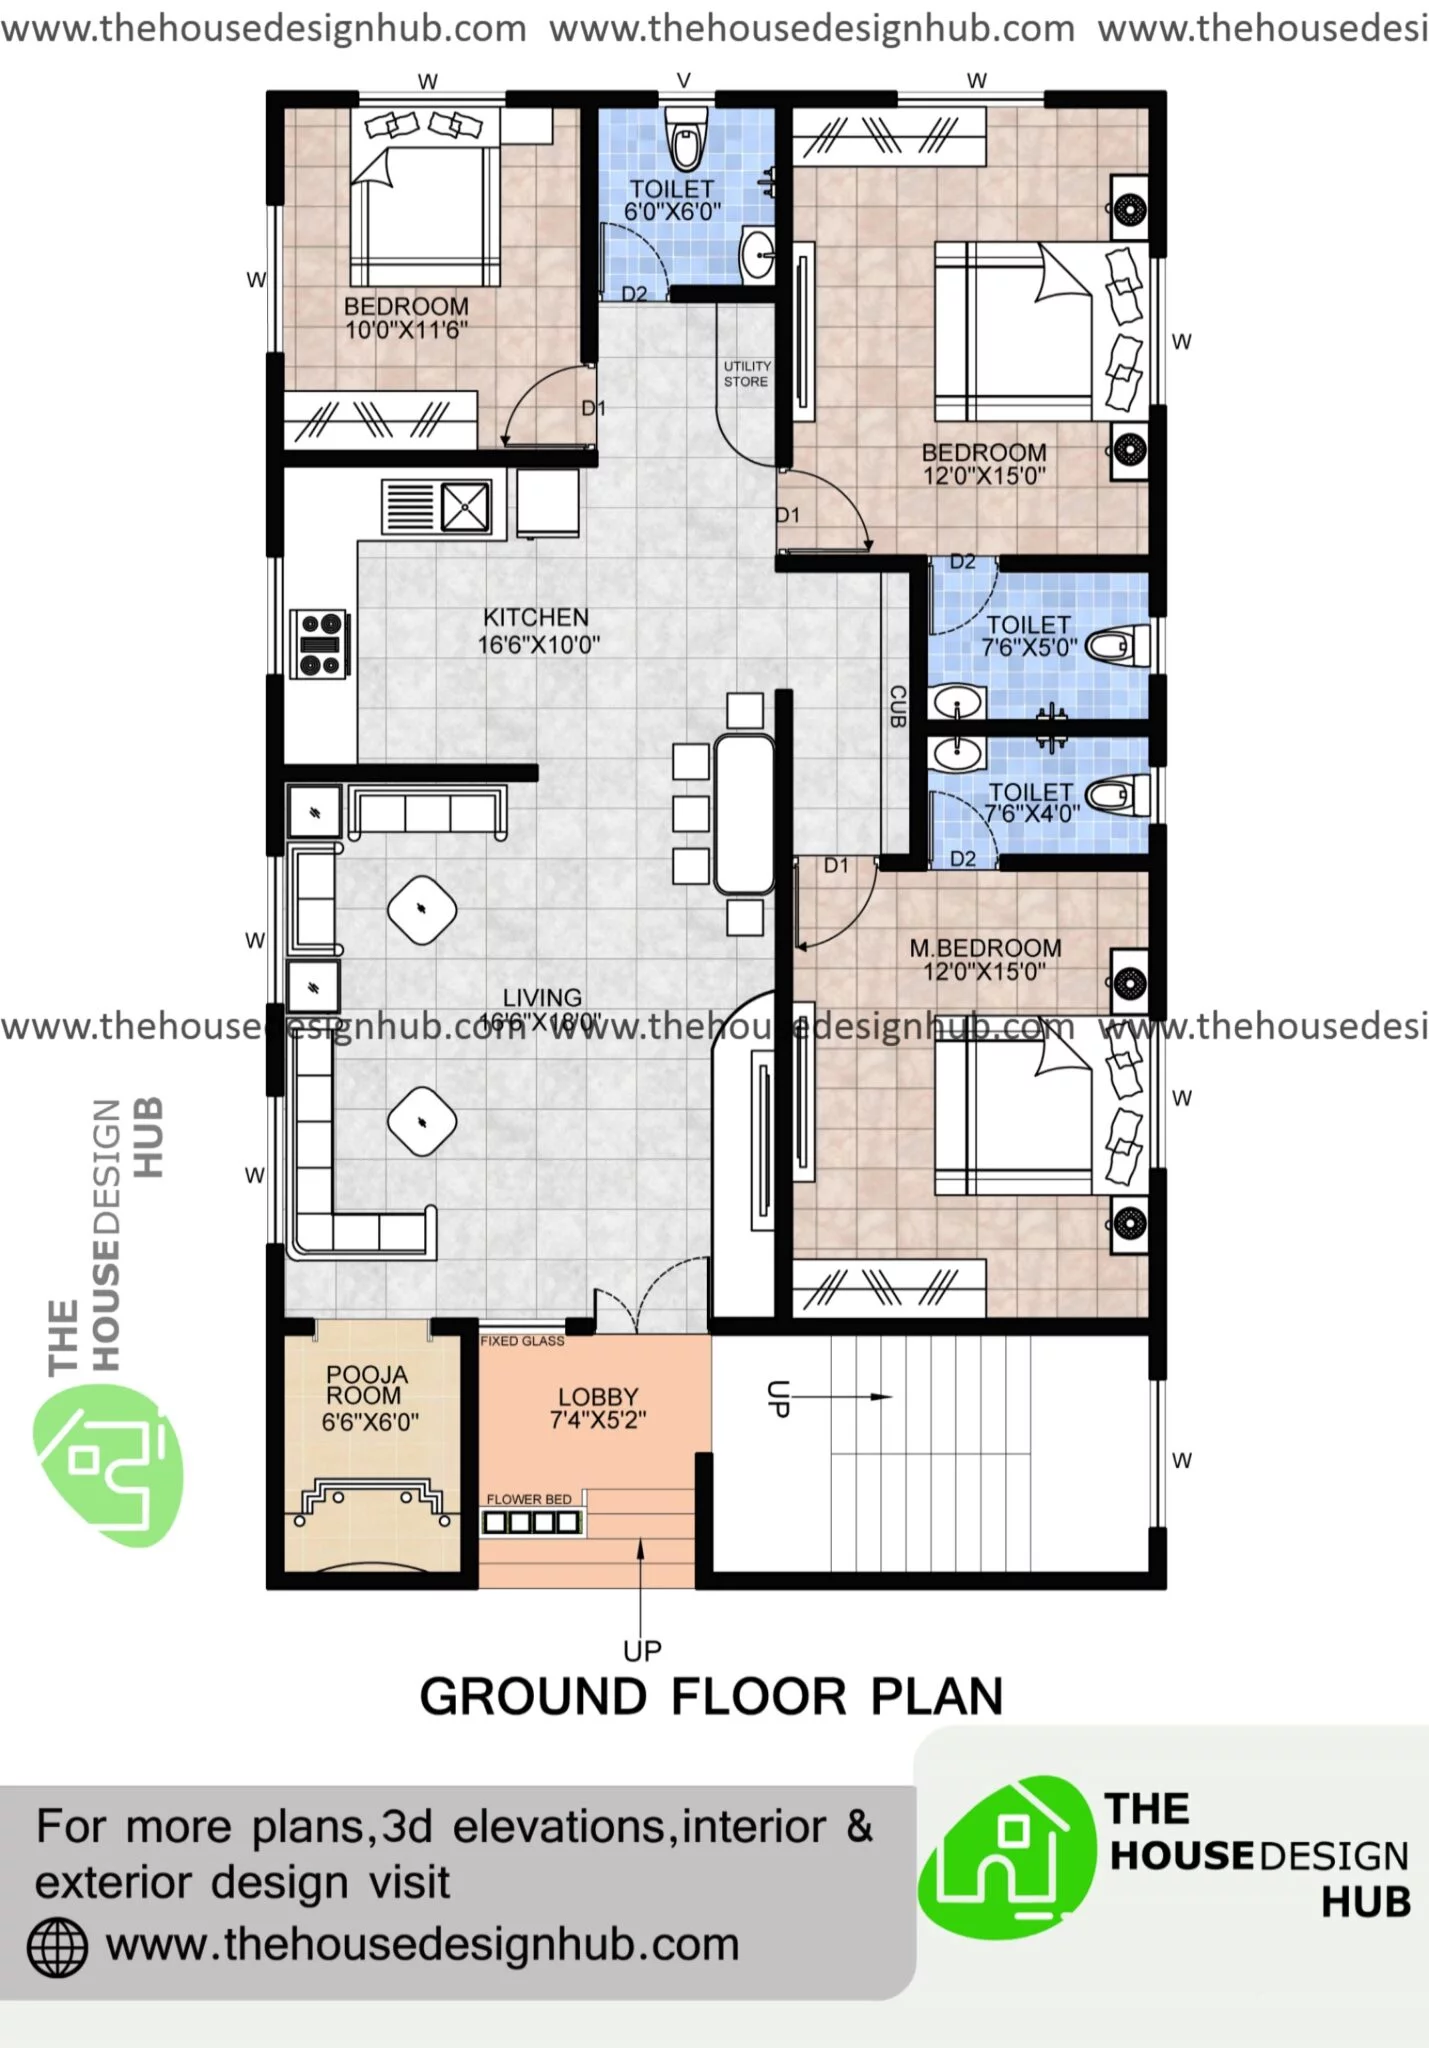 www.thehousedesignhub.com www.thehousedesignhub.com www.thehousedesi
W
V
W
TOILET
6'0"X6'0"
D2
W
BEDROOM
10'0"X11'6"
W
UTILITY
STORE
D1
BEDROOM
12'0"X15'0"
D1
D2
KITCHEN
16'6"X10'0"
TOILET
7'6"X5'0"
CUB
TOILET
7'6"X4'0"
D1
D2
W
M.BEDROOM
12'0"X15'0"
LIVING
16'6"X18'0"
www.thehousedesignhub.com www.thehousedesignhub.com www.thehousedesi
W
W
THE
HOUSEDESIGN
HUB
FIXED GLASS
POOJA
ROOM
6'6"X6'0"
LOBBY
7'4"X5'2"
UP
W
FLOWER BED
UP
GROUND FLOOR PLAN
For more plans,3d elevations,interior &
exterior design visit
www.thehousedesignhub.com
THE
HOUSEDESIGN
HUB